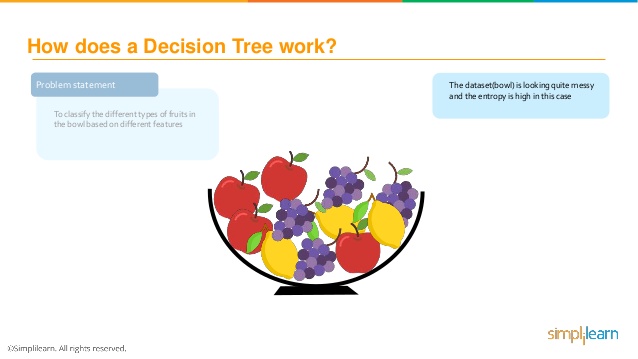 How does a Decision Tree work?
Problem statement
To classify the different types of fruits in
the bowl based on different features
The dataset(bowl) is looking quite messy
and the entropy is high in this case
simplilearn
©Simplilearn. All rights reserved.